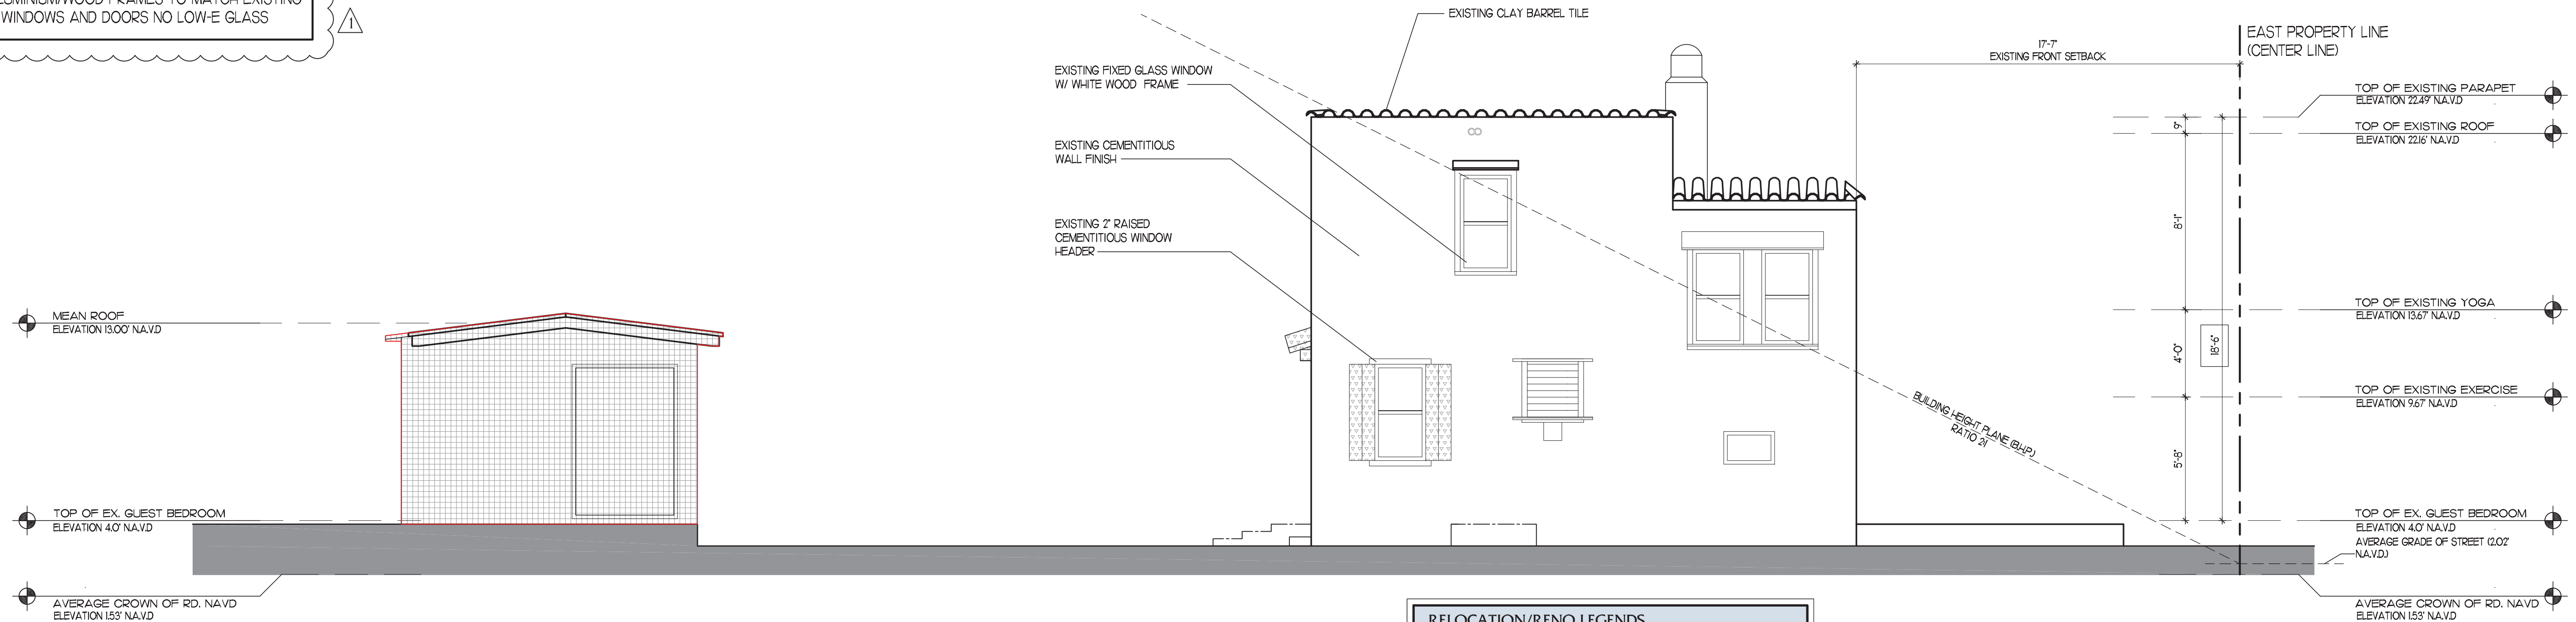 WINDOWS AND DOORS NO LOW-E GLASS
1
EXISTING CLAY BARREL TILE
EXISTING FIXED GLASS WINDOW
W/ WHITE WOOD FRAME
EXISTING CEMENTITIOUS
WALL FINISH
EXISTING 2" RAISED
CEMENTITIOUS WINDOW
HEADER
17'-7"
EXISTING FRONT SETBACK
EAST PROPERTY LINE
(CENTER LINE)
TOP OF EXISTING PARAPET
ELEVATION 22.49' N.A.V.D
TOP OF EXISTING ROOF
ELEVATION 22.16' N.A.V.D
TOP OF EXISTING YOGA
ELEVATION 13.67' N.A.V.D
TOP OF EXISTING EXERCISE
ELEVATION 9.67' N.A.V.D
TOP OF EX. GUEST BEDROOM
ELEVATION 4.0' N.A.V.D
AVERAGE GRADE OF STREET (2.02'
N.A.V.D.)
AVERAGE CROWN OF RD. NAVD
ELEVATION 1.53' N.A.V.D
9"
8'-1"
4'-0"
5'-8"
18'-6"
BUILDING HEIGHT PLANE (B.H.P.)
RATIO 2:1
MEAN ROOF
ELEVATION 13.00' N.A.V.D
TOP OF EX. GUEST BEDROOM
ELEVATION 4.0' N.A.V.D
AVERAGE CROWN OF RD. NAVD
ELEVATION 1.53' N.A.V.D
RELOCATION/RENO LEGENDS